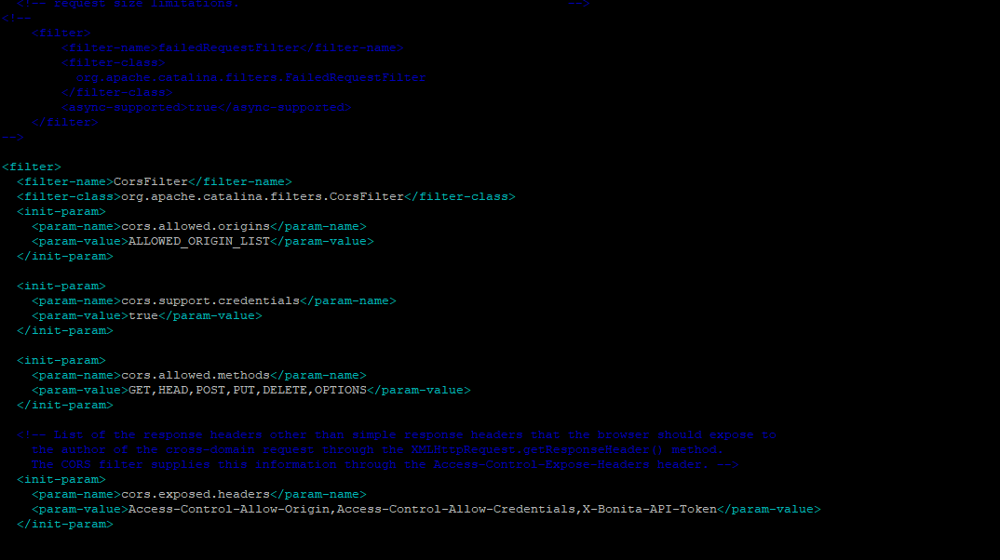 <!-- request size limitations. -->
<!--
<filter>
<filter-name>failedRequestFilter</filter-name>
<filter-class>
org.apache.catalina.filters.FailedRequestFilter
</filter-class>
<async-supported>true</async-supported>
</filter>
-->
<filter>
<filter-name>CorsFilter</filter-name>
<filter-class>org.apache.catalina.filters.CorsFilter</filter-class>
<init-param>
<param-name>cors.allowed.origins</param-name>
<param-value>ALLOWED_ORIGIN_LIST</param-value>
</init-param>
<init-param>
<param-name>cors.support.credentials</param-name>
<param-value>true</param-value>
</init-param>
<init-param>
<param-name>cors.allowed.methods</param-name>
<param-value>GET,HEAD,POST,PUT,DELETE,OPTIONS</param-value>
</init-param>
<!-- List of the response headers other than simple response headers that the browser should expose to
the author of the cross-domain request through the XMLHttpRequest.getResponseHeader() method.
The CORS filter supplies this information through the Access-Control-Expose-Headers header. -->
<init-param>
<param-name>cors.exposed.headers</param-name>
<param-value>Access-Control-Allow-Origin,Access-Control-Allow-Credentials,X-Bonita-API-Token</param-value>
</init-param>